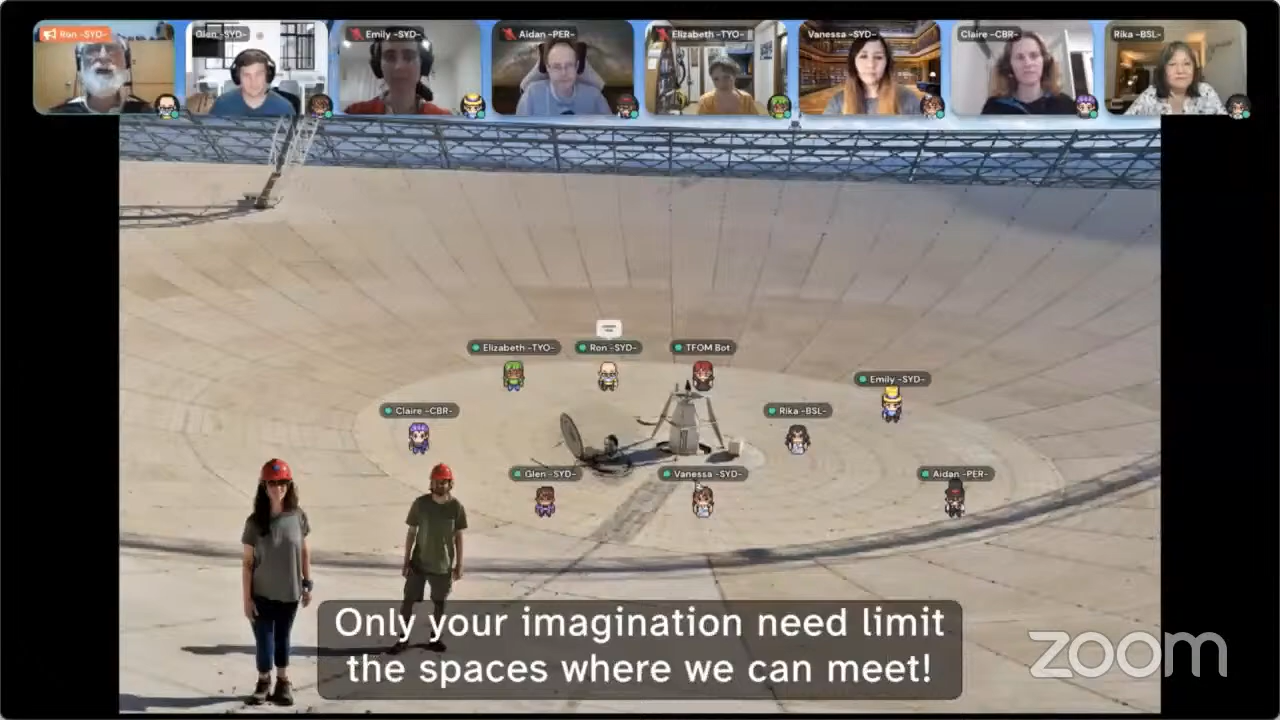 Ron -SYD-
Glen -SYD-
Emily -SYD-
Aidan -PER-
Elizabeth -TYO-
Vanessa -SYD-
Claire -CBR-
Rika -BSL-
Elizabeth -TYO-
Ron -SYD-
TFOM Bot
Emily -SYD-
Claire -CBR-
Rika -BSL-
Glen -SYD-
Vanessa -SYD-
Aidan -PER-
Only your imagination need limit
the spaces where we can meet!
zoom